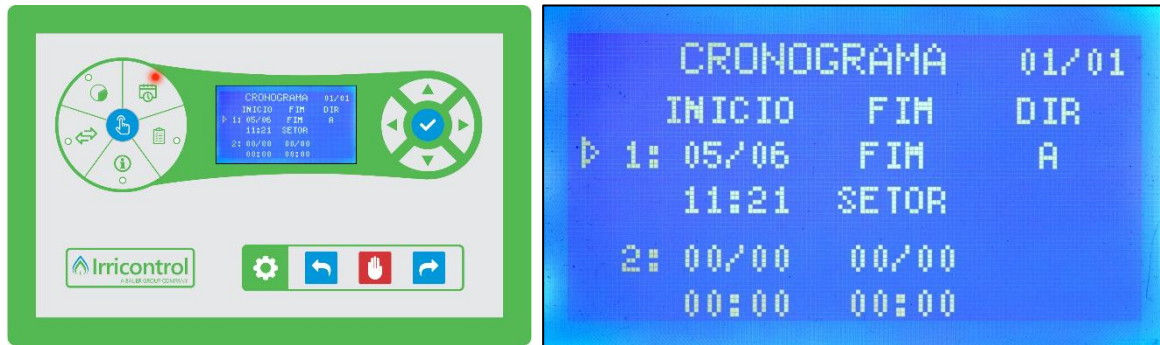 CRONOGRAMA 01/01
INICIO FIM DIR
1: 05/06 FIM A
11:21 SETOR
2: 00/00 00/00
00:00 00:00
Irricontrol
A BAUER GROUP COMPANY
CRONOGRAMA 01/01
INICIO FIM DIR
1: 05/06 FIM A
11:21 SETOR
2: 00/00 00/00
00:00 00:00